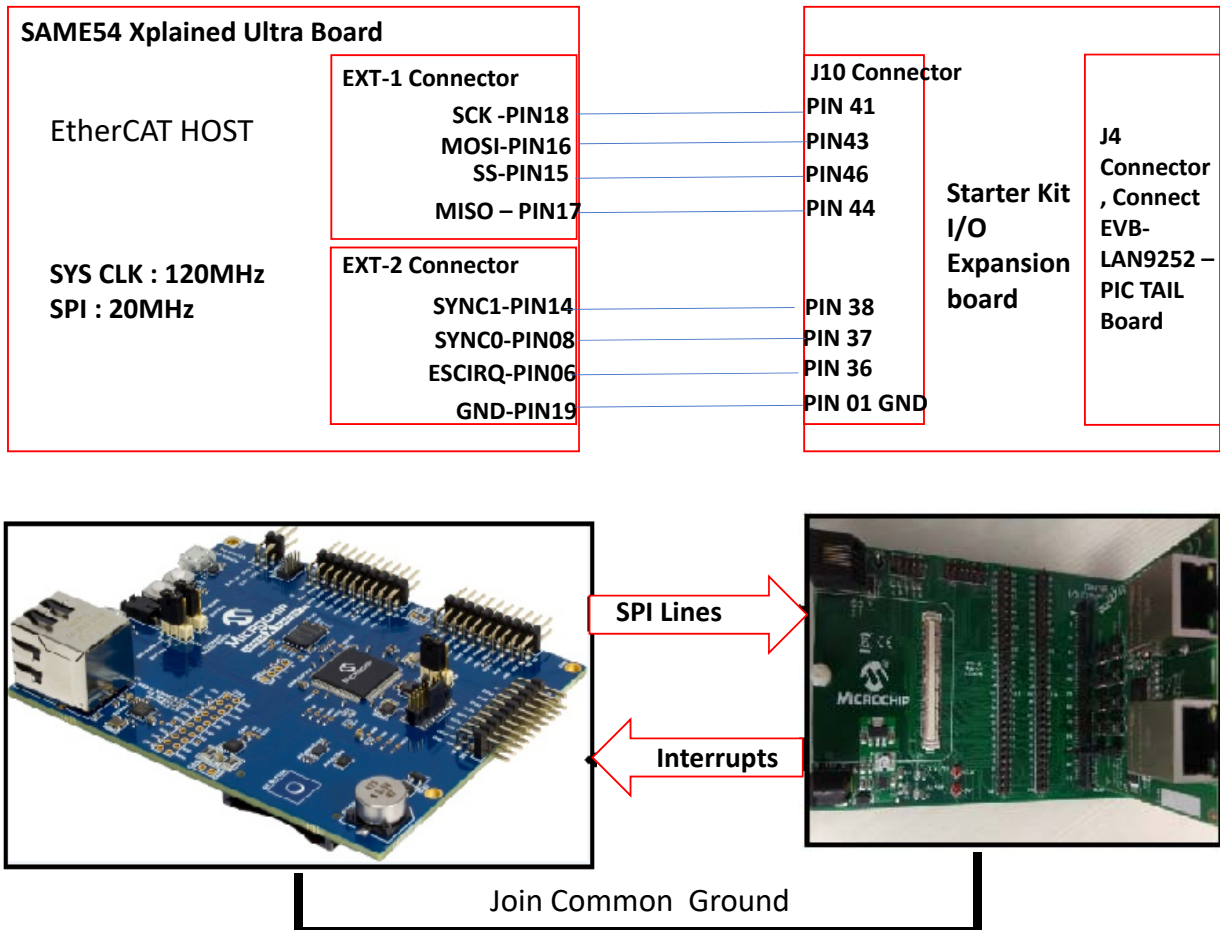 SAME54 Xplained Ultra Board
EtherCAT HOST
SYS CLK : 120MHz
SPI : 20MHz
EXT-1 Connector
SCK -PIN18
MOSI-PIN16
SS-PIN15
MISO – PIN17
EXT-2 Connector
SYNC1-PIN14
SYNC0-PIN08
ESCIRQ-PIN06
GND-PIN19
J10 Connector
PIN 41
PIN43
PIN46
PIN 44
PIN 38
PIN 37
PIN 36
PIN 01 GND
Starter Kit
I/O
Expansion
board
J4
Connector
, Connect
EVB-
LAN9252 –
PIC TAIL
Board
MICROCHIP
SPI Lines
Interrupts
MICROCHIP
Join Common Ground